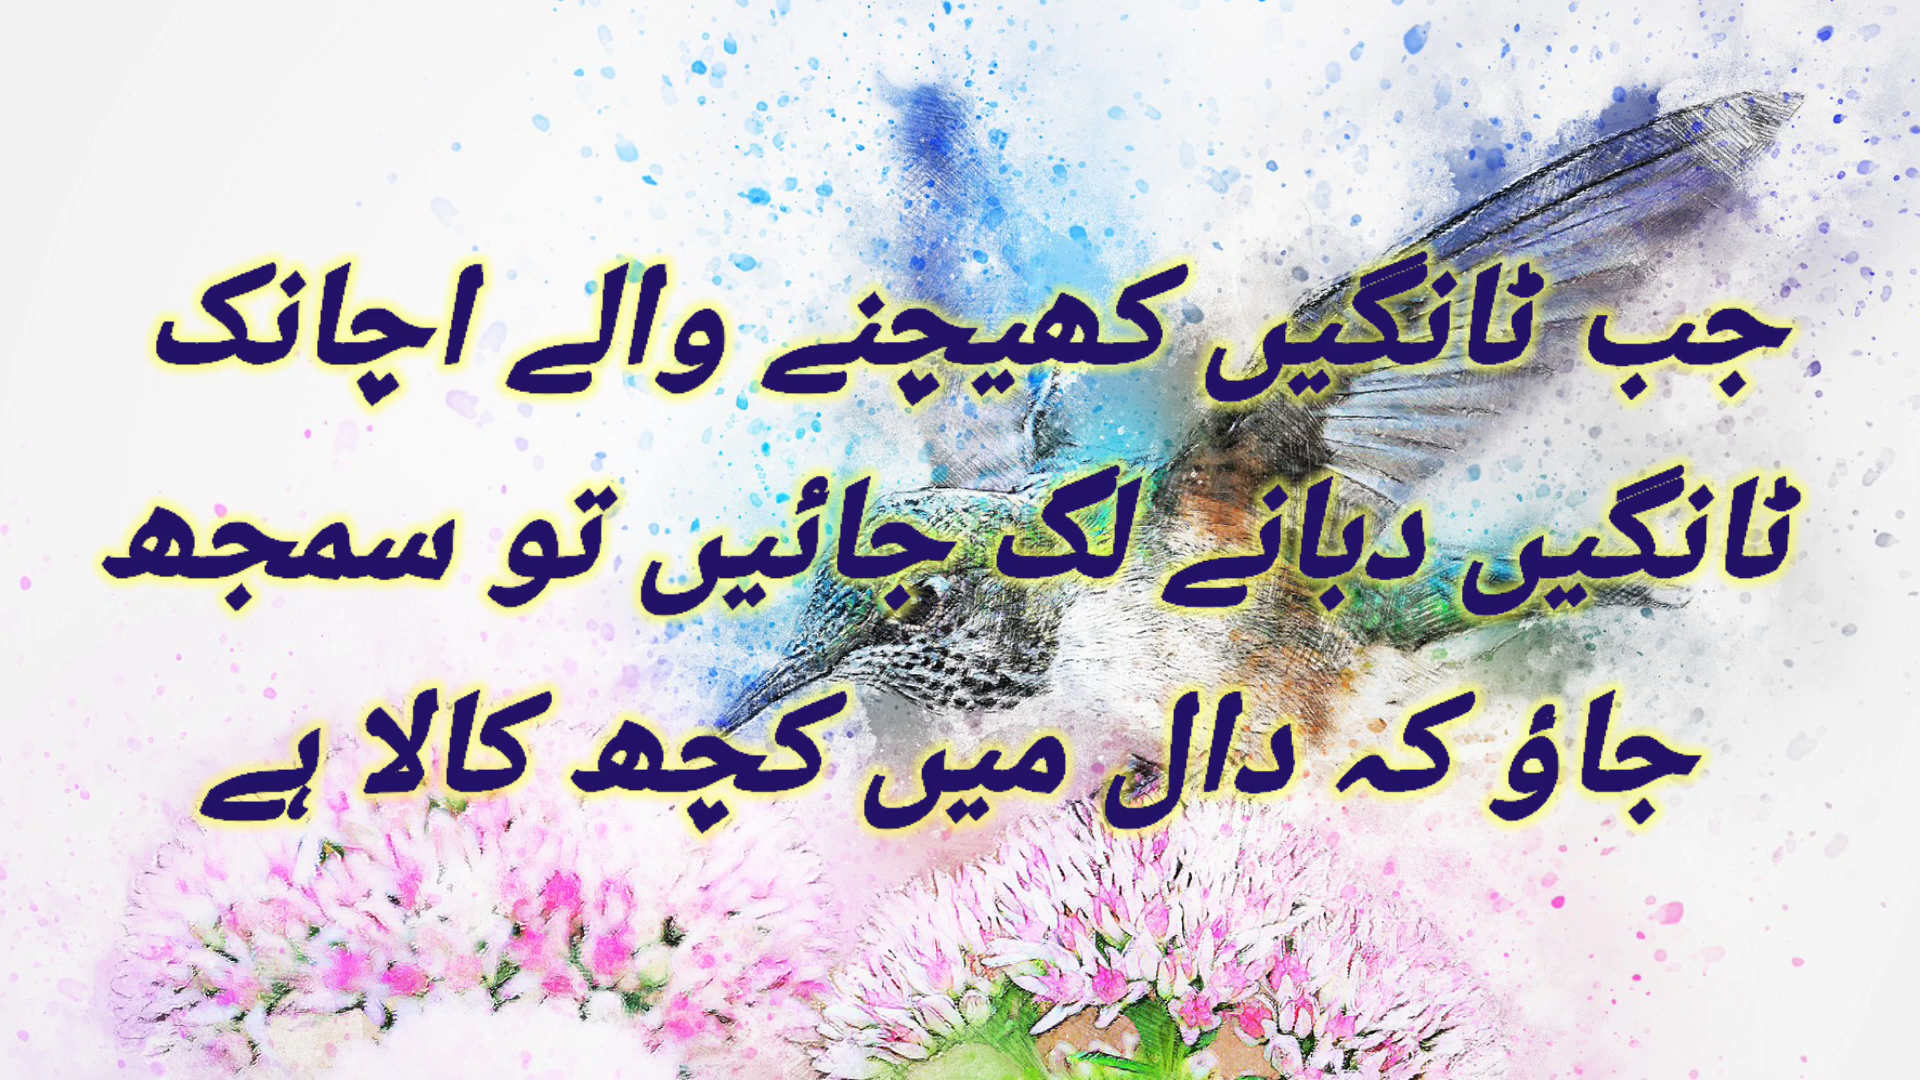 جب ٹانگیں کھیچنے والے اچانک
ٹانگیں دبانے لگ جائیں تو سمجھ
جاؤ کہ دال میں کچھ کالا ہے